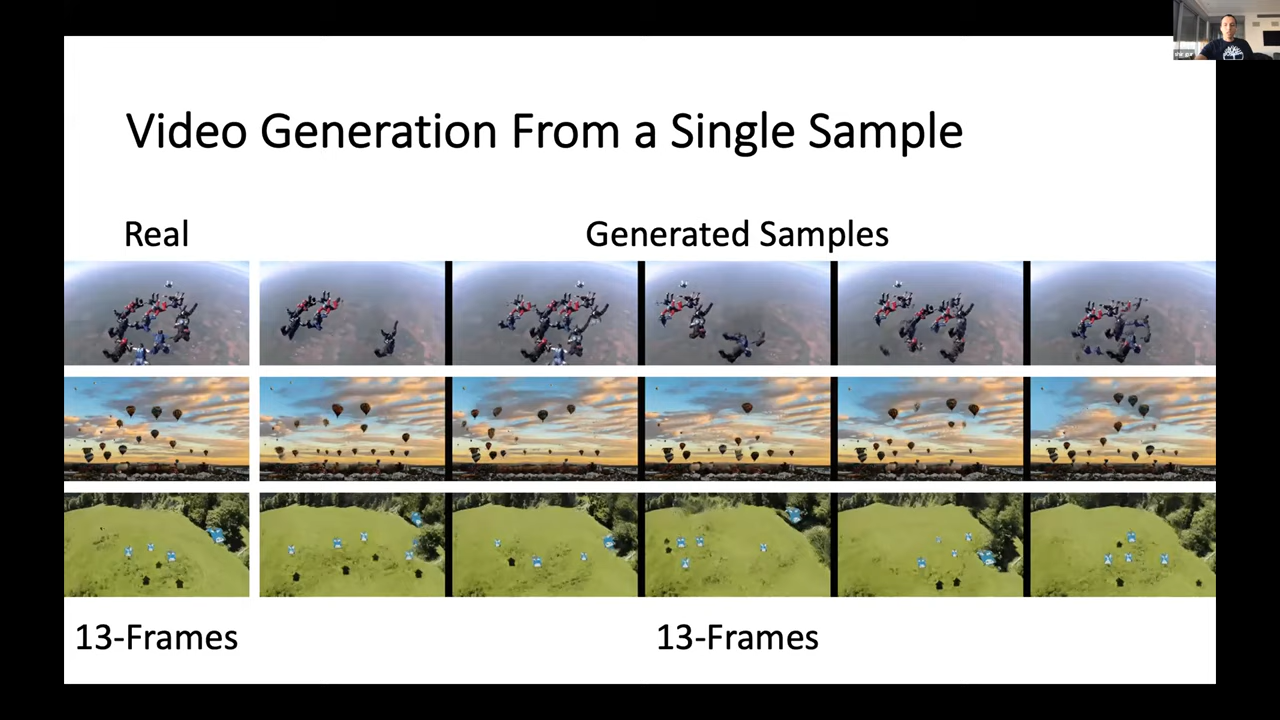 Video Generation From a Single Sample
Real
Generated Samples
13-Frames
13-Frames